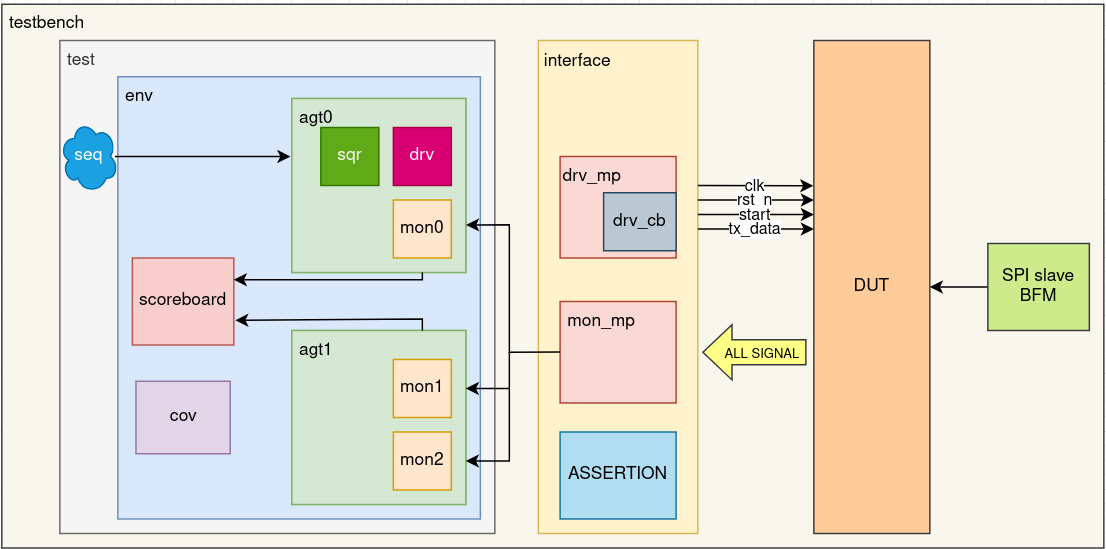 testbench
test
interface
env
agt0
seq
sqr
drv
mon0
drv_mp
drv_cb
clk
rst_n
start
tx_data
DUT
SPI slave
BFM
scoreboard
mon_mp
ALL SIGNAL
agt1
mon1
cov
mon2
ASSERTION